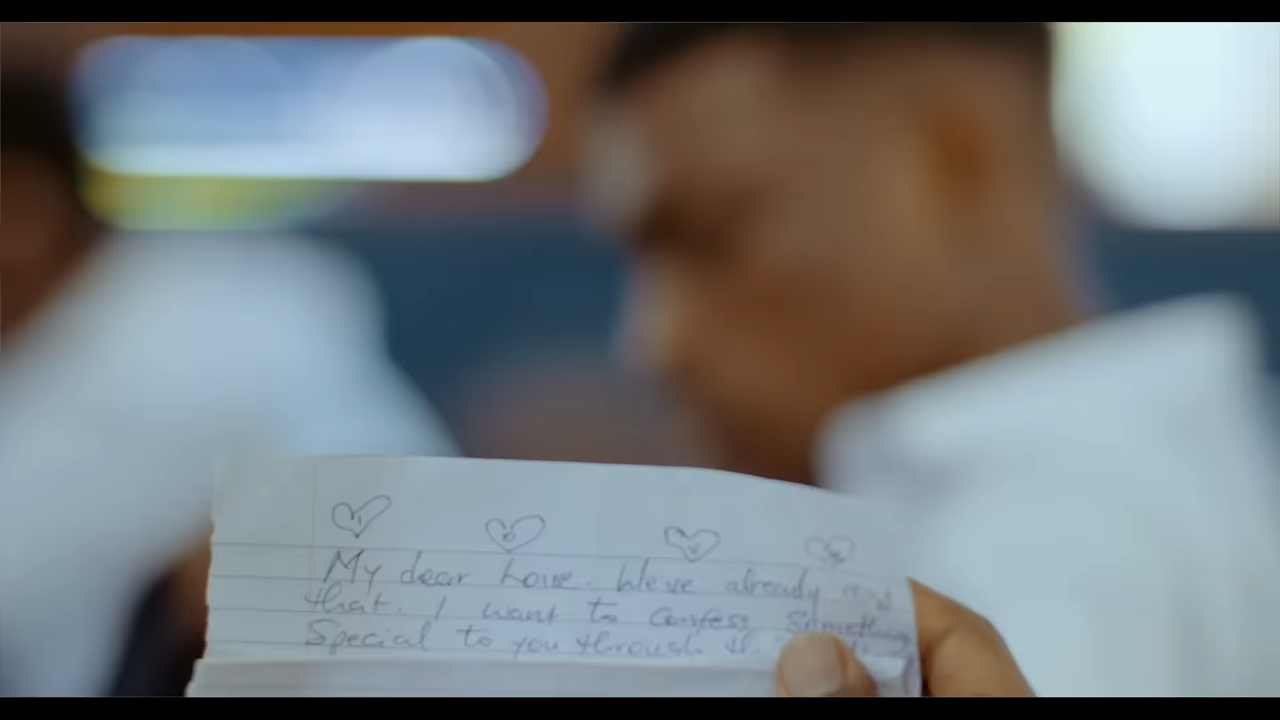 I o v e
My dear love. We've already
that. I want to confess Something
Special to you through